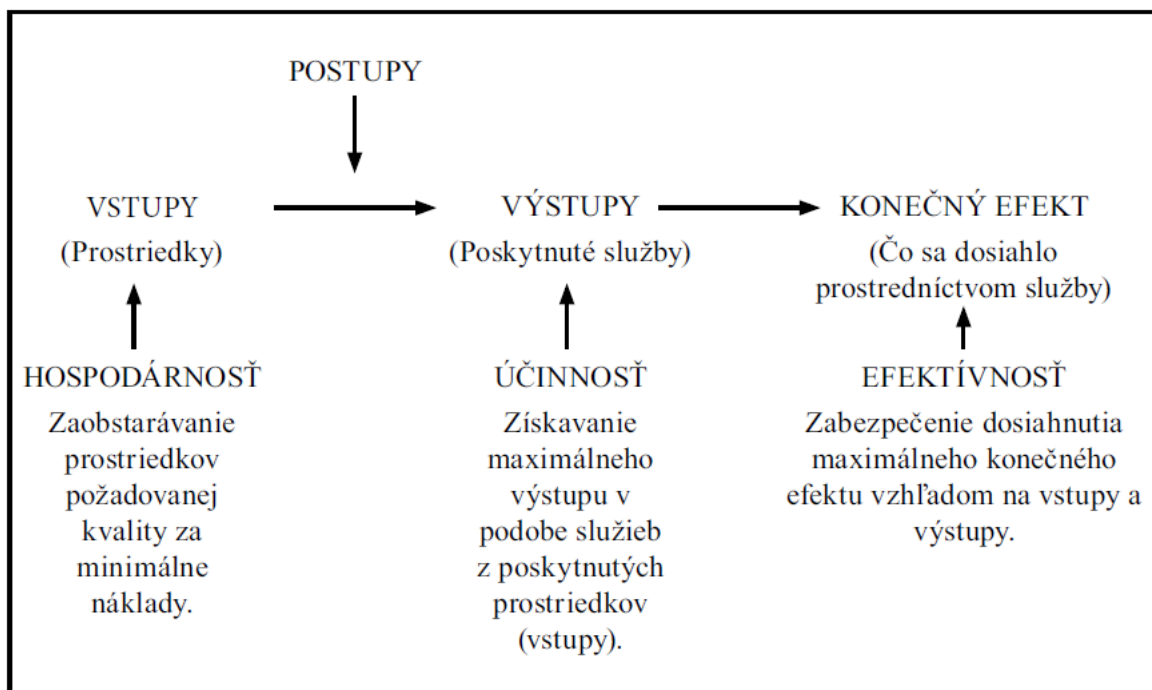 POSTUPY
VSTUPY
(Prostriedky)
VÝSTUPY
(Poskytnuté služby)
KONEČNÝ EFEKT
(Čo sa dosiahlo
prostredníctvom služby)
HOSPODÁRNOSŤ
Zaobstarávanie
prostriedkov
požadovanej
kvality za
minimálne
náklady.
ÚČINNOSŤ
Získavanie
maximálneho
výstupu v
podobe služieb
z poskytnutých
prostriedkov
(vstupy).
EFEKTÍVNOSŤ
Zabezpečenie dosiahnutia
maximálneho konečného
efektu vzhľadom na vstupy a
výstupy.